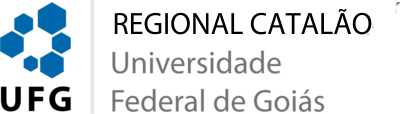 UFG
REGIONAL CATALÃO
Universidade
Federal de Goiás